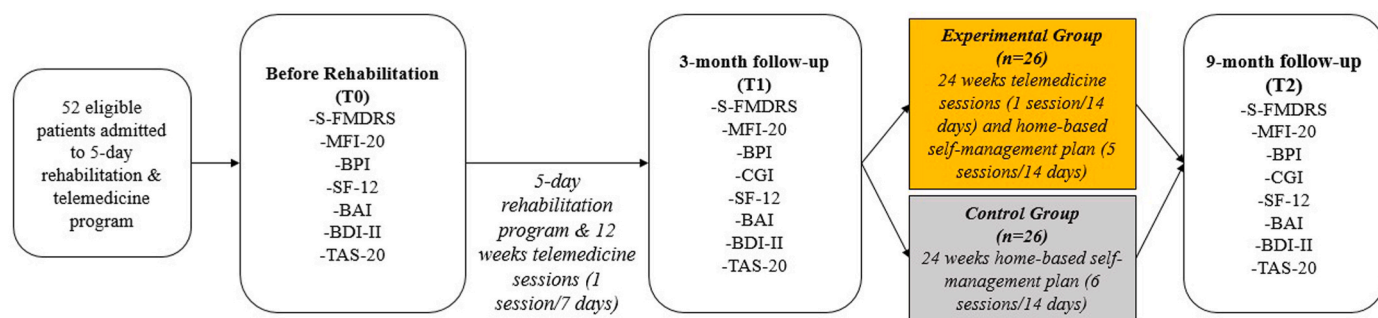 52 eligible
patients admitted
to 5-day
rehabilitation &
telemedicine
program
Before Rehabilitation
(T0)
-S-FMDRS
-MFI-20
-BPI
-SF-12
-BAI
-BDI-II
-TAS-20
5-day
rehabilitation
program & 12
weeks telemedicine
sessions (1
session/7 days)
3-month follow-up
(T1)
-S-FMDRS
-MFI-20
-BPI
-CGI
-SF-12
-BAI
-BDI-II
-TAS-20
Experimental Group
(n=26)
24 weeks telemedicine
sessions (1 session/14
days) and home-based
self-management plan (5
sessions/14 days)
Control Group
(n=26)
24 weeks home-based self-
management plan (6
sessions/14 days)
9-month follow-up
(T2)
-S-FMDRS
-MFI-20
-BPI
-CGI
-SF-12
-BAI
-BDI-II
-TAS-20